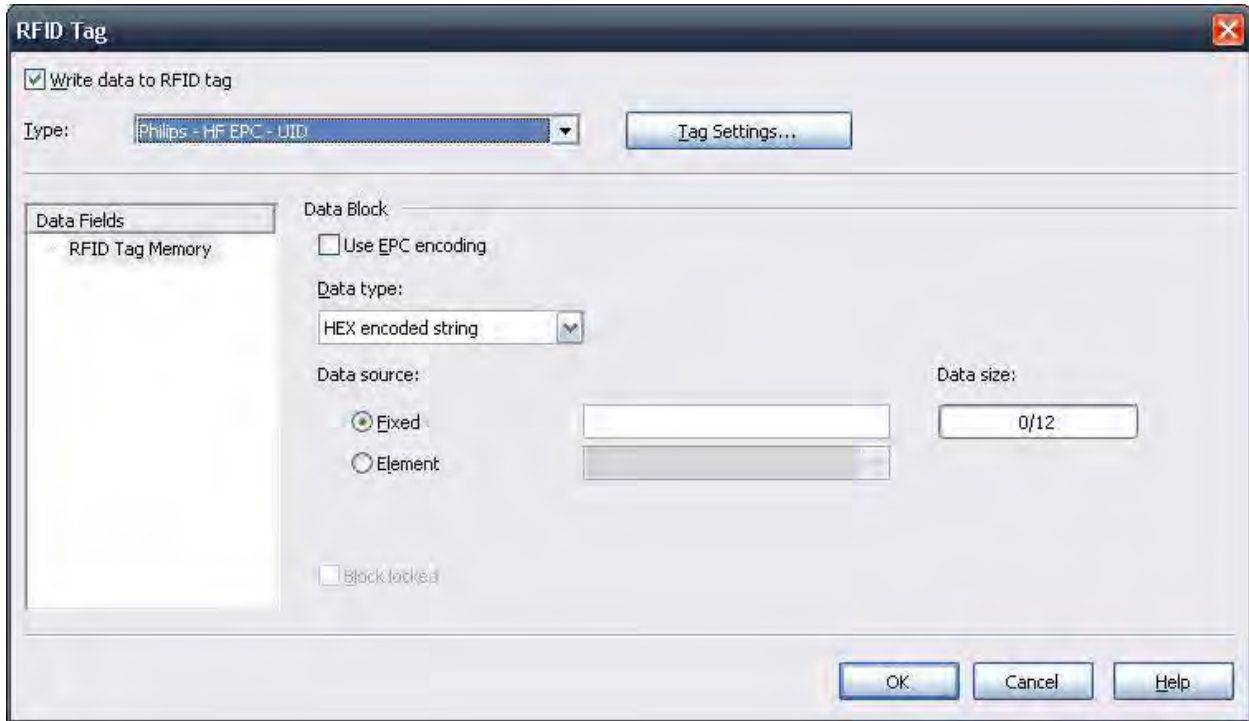 RFID Tag
Write data to RFID tag
Type: Philips - HF EPC - UID Tag Settings...
Data Fields
RFID Tag Memory
Data Block
Use EPC encoding
Data type:
HEX encoded string
Data source: Data size:
Fixed 0/12
Element
Block locked
OK Cancel Help